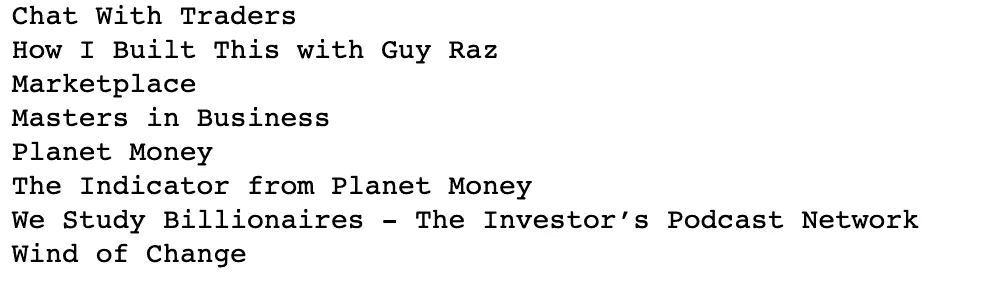 Chat With Traders
How I Built This with Guy Raz
Marketplace
Masters in Business
Planet Money
The Indicator from Planet Money
We Study Billionaires – The Investor’s Podcast Network
Wind of Change